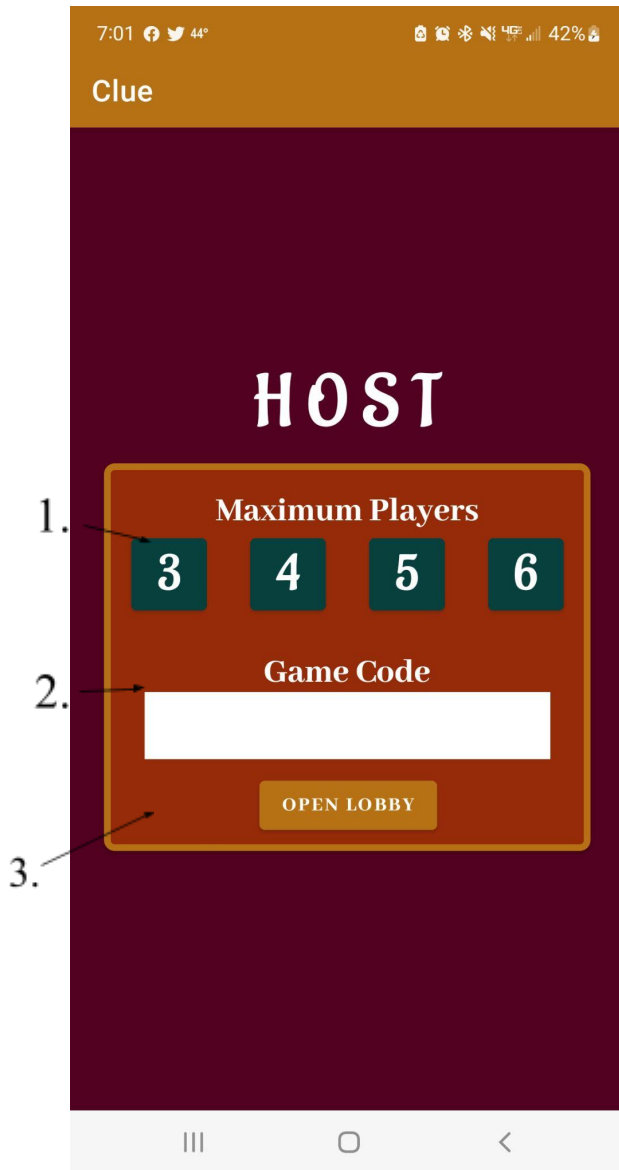 7:01 44° 4GE 42%
Clue
HOST
1.
Maximum Players
3 4 5 6
2.
Game Code
OPEN LOBBY
3.